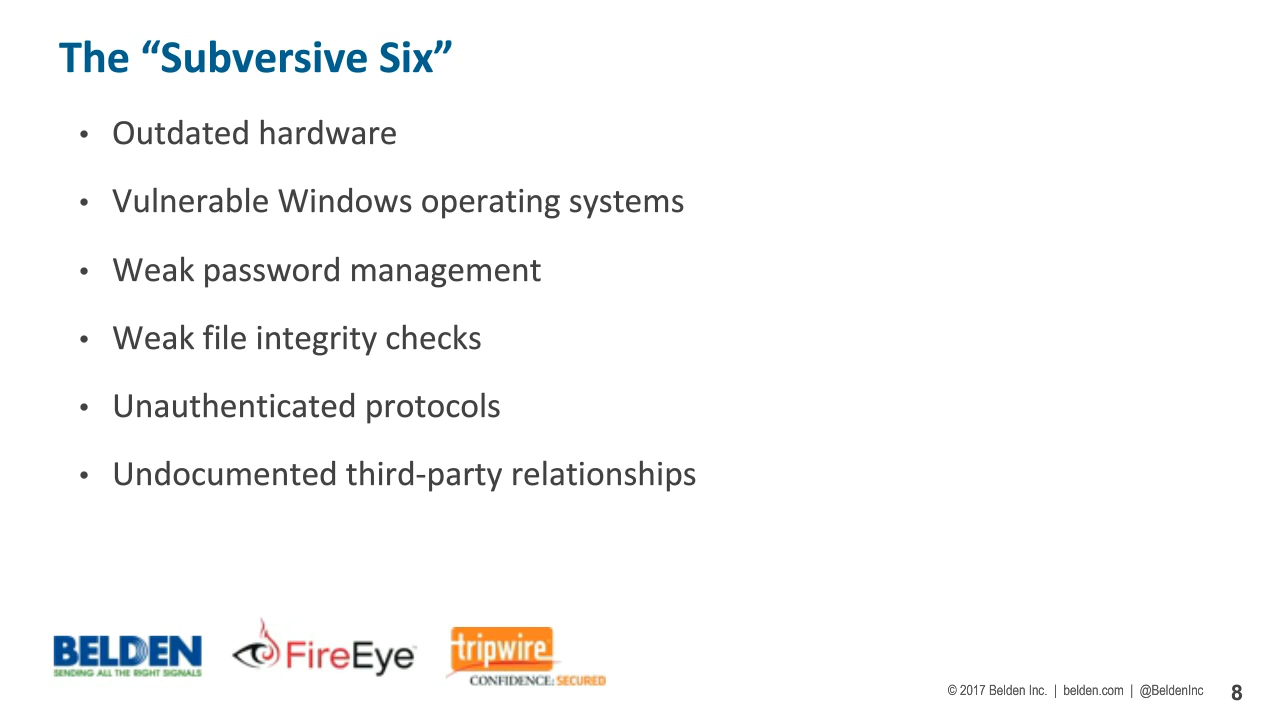 The “Subversive Six”
• Outdated hardware
• Vulnerable Windows operating systems
• Weak password management
• Weak file integrity checks
• Unauthenticated protocols
• Undocumented third-party relationships
BELDEN
SENDING ALL THE RIGHT SIGNALS
FireEye
tripwire
CONFIDENCE: SECURED
© 2017 Belden Inc. | belden.com | @BeldenInc 8